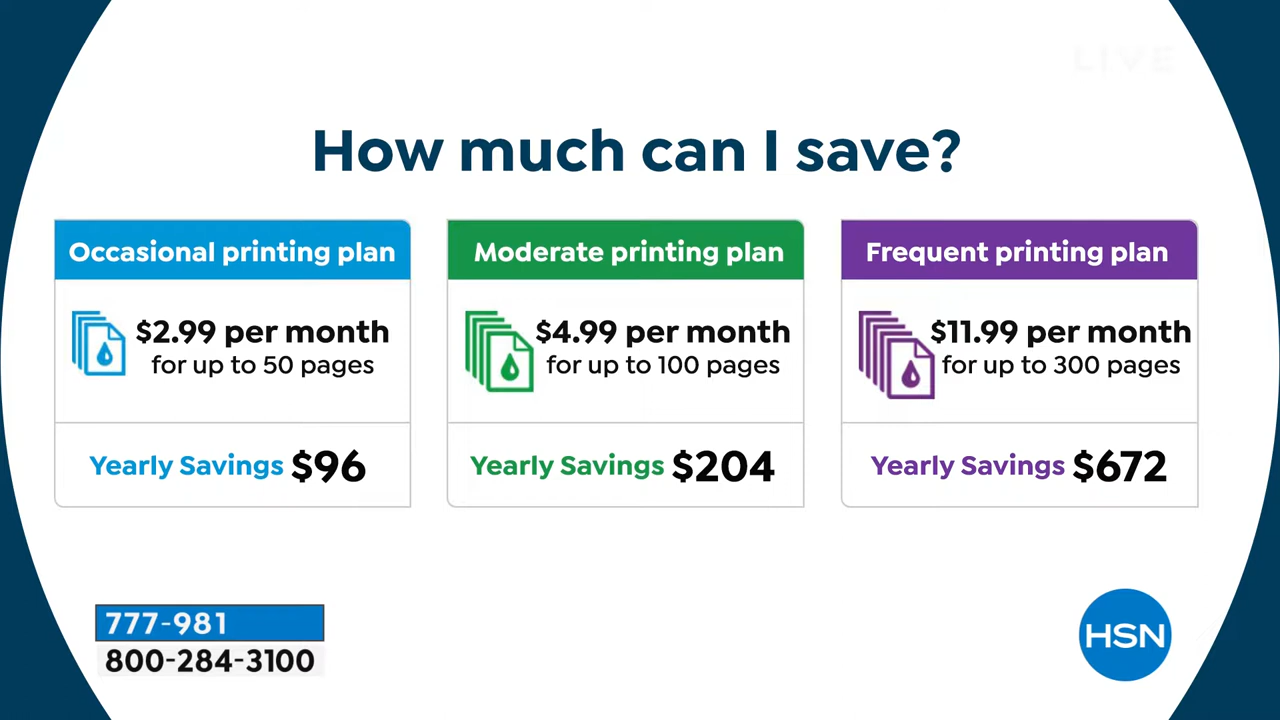 LIVE
How much can I save?
Occasional printing plan
$2.99 per month
for up to 50 pages
Yearly Savings $96
Moderate printing plan
$4.99 per month
for up to 100 pages
Yearly Savings $204
Frequent printing plan
$11.99 per month
for up to 300 pages
Yearly Savings $672
777-981
800-284-3100
HSN